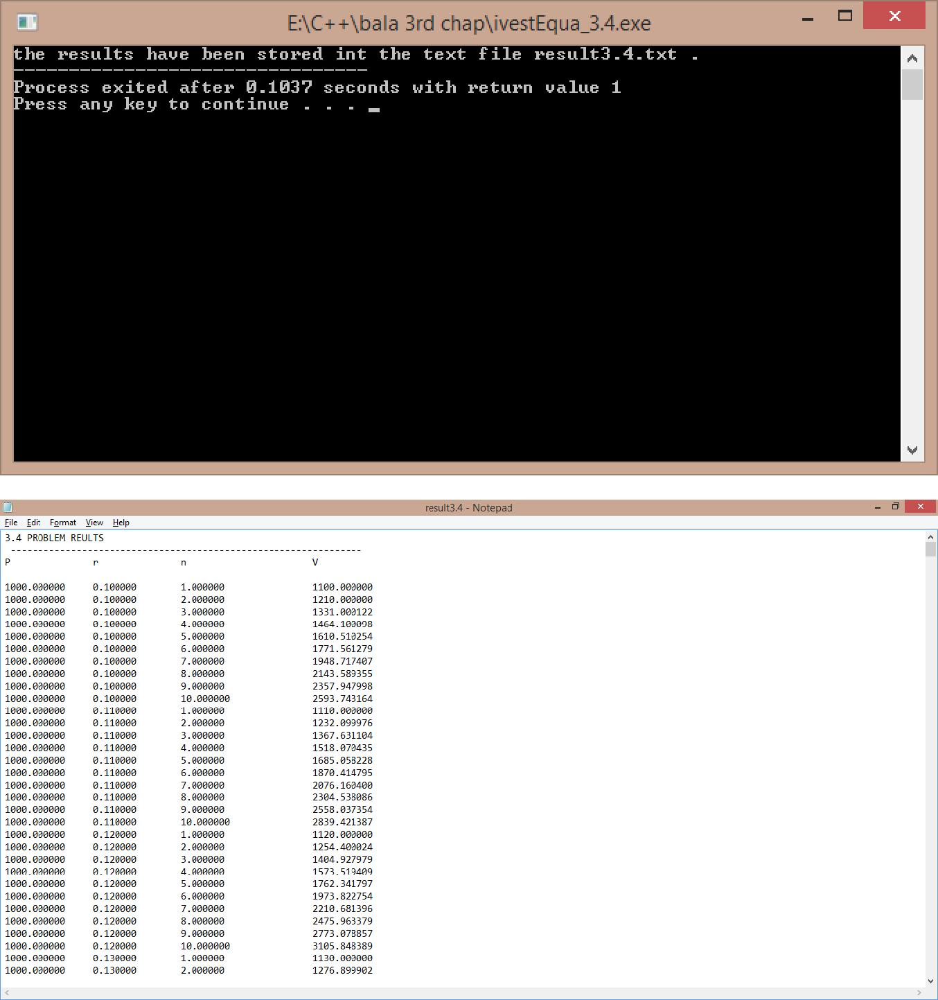 E:\C++\bala 3rd chap\ivestEqua_3.4.exe
the results have been stored int the text file result3.4.txt .
--------------------------------
Process exited after 0.1037 seconds with return value 1
Press any key to continue . . . _
result3.4 - Notepad
File Edit Format View Help
3.4 PROBLEM REULTS
----------------------------------------------------------------
P r n V
1000.000000 0.100000 1.000000 1100.000000
1000.000000 0.100000 2.000000 1210.000000
1000.000000 0.100000 3.000000 1331.000122
1000.000000 0.100000 4.000000 1464.100098
1000.000000 0.100000 5.000000 1610.510254
1000.000000 0.100000 6.000000 1771.561279
1000.000000 0.100000 7.000000 1948.717407
1000.000000 0.100000 8.000000 2143.589355
1000.000000 0.100000 9.000000 2357.947998
1000.000000 0.100000 10.000000 2593.743164
1000.000000 0.110000 1.000000 1110.000000
1000.000000 0.110000 2.000000 1232.099976
1000.000000 0.110000 3.000000 1367.631104
1000.000000 0.110000 4.000000 1518.070435
1000.000000 0.110000 5.000000 1685.058228
1000.000000 0.110000 6.000000 1870.414795
1000.000000 0.110000 7.000000 2076.160400
1000.000000 0.110000 8.000000 2304.538086
1000.000000 0.110000 9.000000 2558.037354
1000.000000 0.110000 10.000000 2839.421387
1000.000000 0.120000 1.000000 1120.000000
1000.000000 0.120000 2.000000 1254.400024
1000.000000 0.120000 3.000000 1404.927979
1000.000000 0.120000 4.000000 1573.519409
1000.000000 0.120000 5.000000 1762.341797
1000.000000 0.120000 6.000000 1973.822754
1000.000000 0.120000 7.000000 2210.681396
1000.000000 0.120000 8.000000 2475.963379
1000.000000 0.120000 9.000000 2773.078857
1000.000000 0.120000 10.000000 3105.848389
1000.000000 0.130000 1.000000 1130.000000
1000.000000 0.130000 2.000000 1276.899902